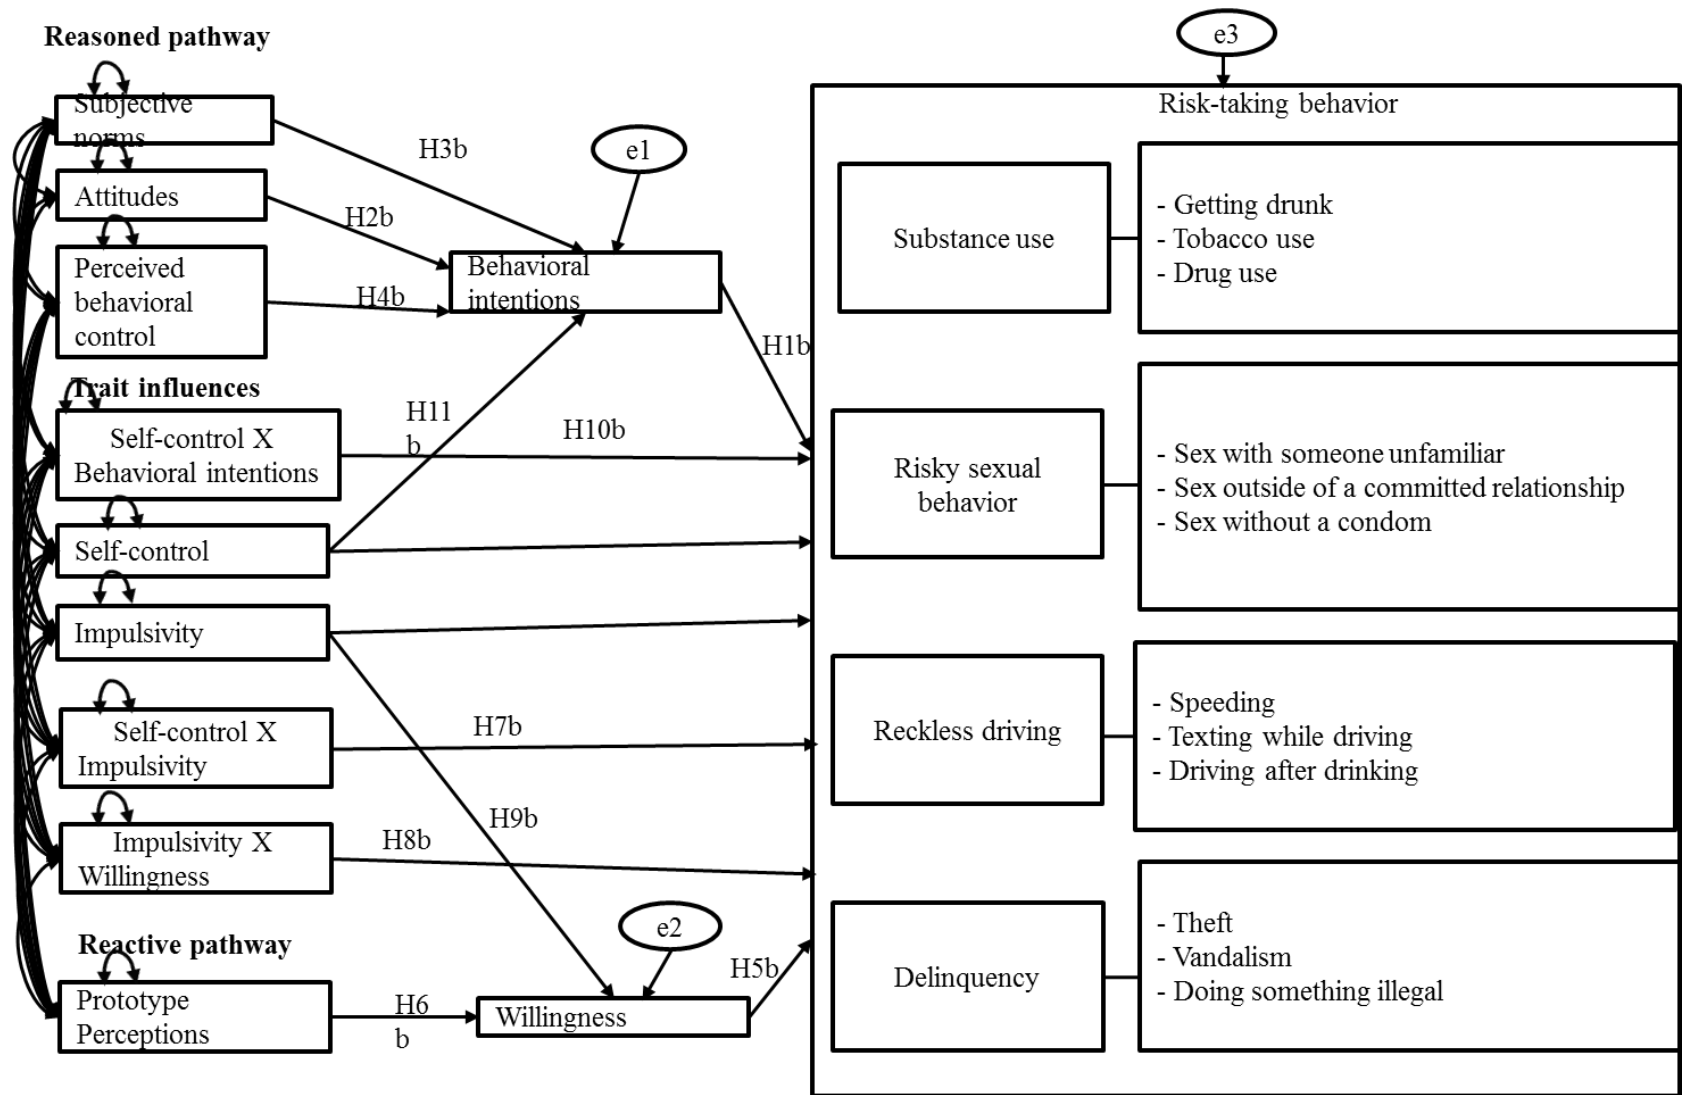 Reasoned pathway
Subjective
norms
H3b
Attitudes
H2b
Perceived
behavioral
control
H4b
e1
Behavioral
intentions
H1b
Trait influences
Self-control X
Behavioral intentions
H11
b
H10b
Self-control
Impulsivity
Self-control X
Impulsivity
H7b
H9b
Impulsivity X
Willingness
H8b
Reactive pathway
Prototype
Perceptions
H6
b
e2
Willingness
H5b
e3
Risk-taking behavior
Substance use
- Getting drunk
- Tobacco use
- Drug use
Risky sexual
behavior
- Sex with someone unfamiliar
- Sex outside of a committed relationship
- Sex without a condom
Reckless driving
- Speeding
- Texting while driving
- Driving after drinking
Delinquency
- Theft
- Vandalism
- Doing something illegal